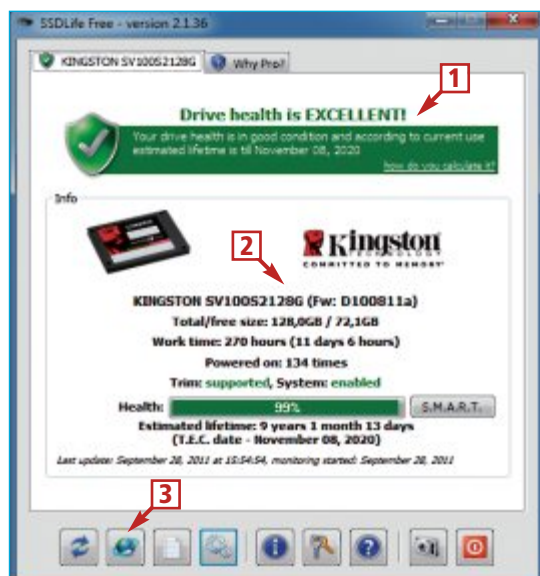 SSDLife Free - version 2.1.36
KINGSTON SV100S2128G
Why Pro?
1
Drive health is EXCELLENT!
Your drive health is in good condition and according to current use
estimated lifetime is till November 08, 2020
how do you calculate it?
Info
2
Kingston
TECHNOLOGY
COMMITTED TO MEMORY
KINGSTON SV100S2128G (Fw: D100811a)
Total/free size: 128,0GB / 72,1GB
Work time: 270 hours (11 days 6 hours)
Powered on: 134 times
Trim: supported, System: enabled
Health: 99% S.M.A.R.T.
Estimated lifetime: 9 years 1 month 13 days
(T.E.C. date - November 08, 2020)
Last update: September 28, 2011 at 15:54:54, monitoring started: September 28, 2011
3